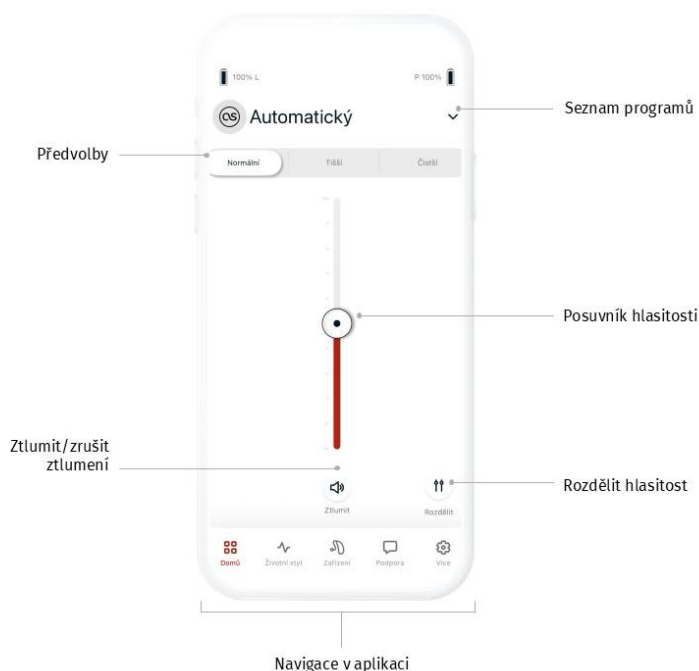 100% L
P 100%
Automatický
Seznam programů
Předvolby
Normální
Tišší
Čistší
Posuvník hlasitosti
Ztlumit/zrušit
ztlumení
Ztlumit
Rozdělit
Rozdělit hlasitost
Domů
Životní styl
Zařízení
Podpora
Více
Navigace v aplikaci